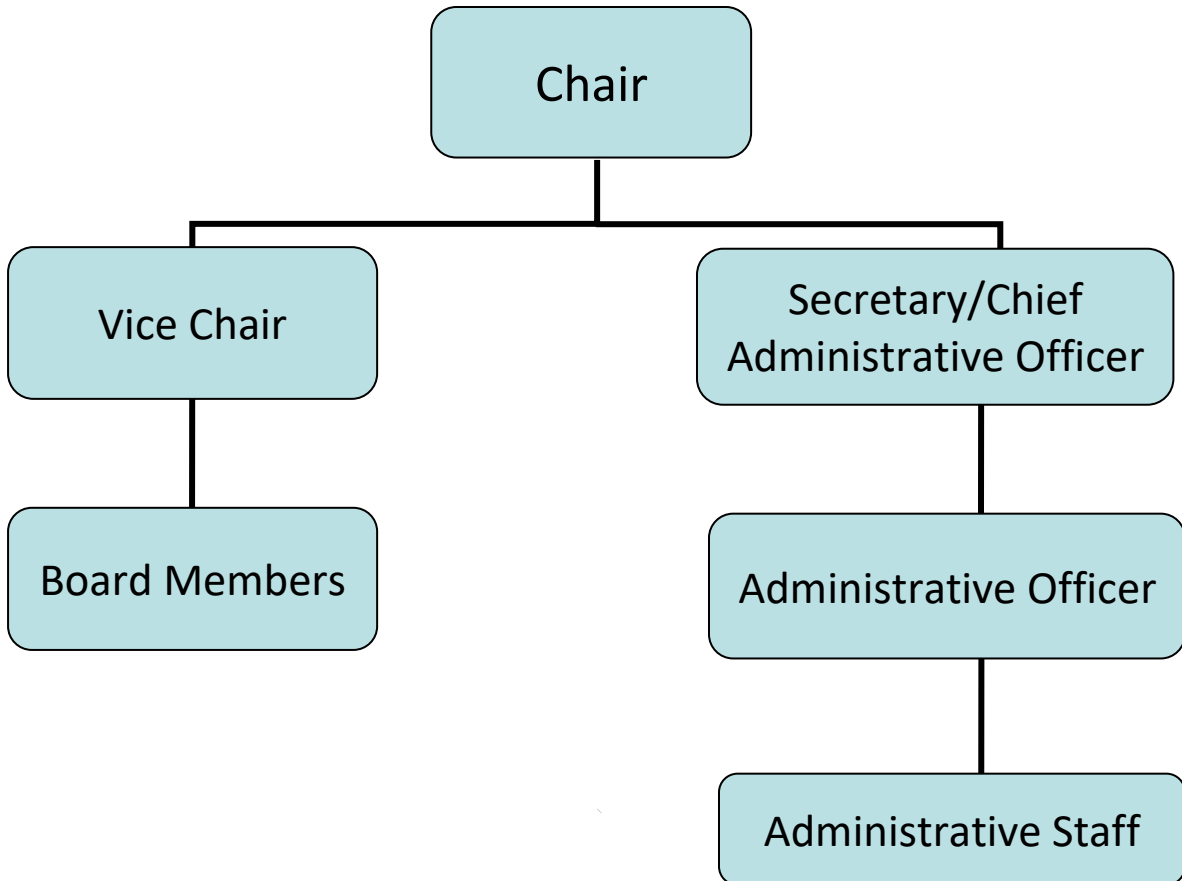 Chair
Vice Chair
Secretary/Chief
Administrative Officer
Board Members
Administrative Officer
Administrative Staff